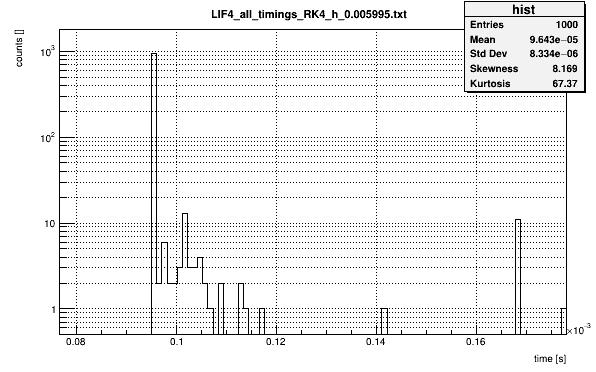 LIF4_all_timings_RK4_h_0.005995.txt
hist
Entries 1000
Mean 9.643e−05
Std Dev 8.334e−06
Skewness 8.169
Kurtosis 67.37
counts []
10³
10²
10
1
0.08 0.1 0.12 0.14 0.16
×10⁻³
time [s]